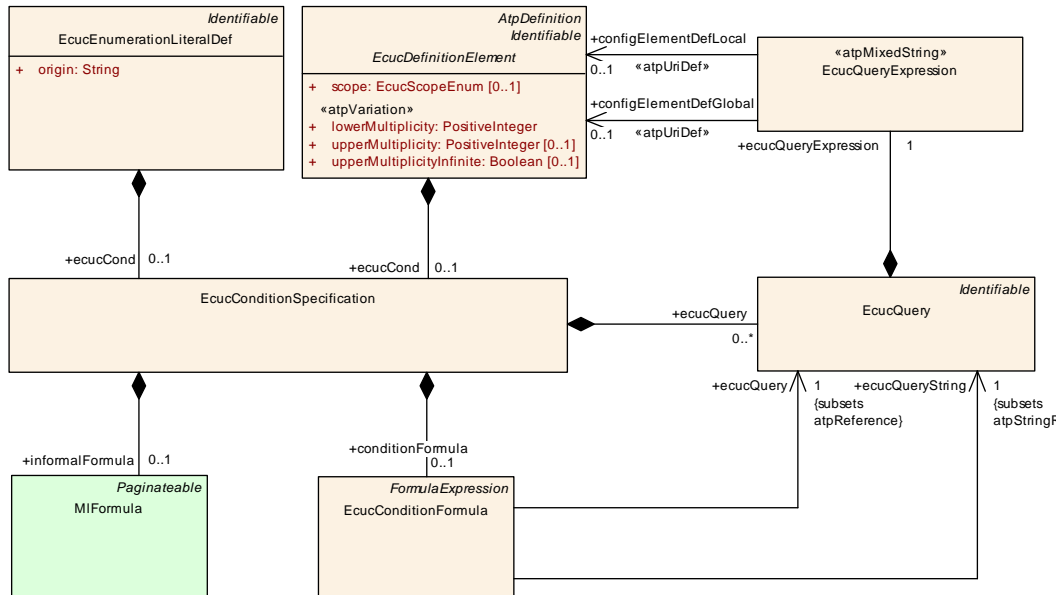 Identifiable
EcucEnumerationLiteralDef
+ origin: String
AtpDefinition
Identifiable
EcucDefinitionElement
+ scope: EcucScopeEnum [0..1]
«atpVariation»
+ lowerMultiplicity: PositiveInteger
+ upperMultiplicity: PositiveInteger [0..1]
+ upperMultiplicityInfinite: Boolean [0..1]
+configElementDefLocal
0..1 «atpUriDef»
+configElementDefGlobal
0..1 «atpUriDef»
«atpMixedString»
EcucQueryExpression
+ecucQueryExpression 1
+ecucCond 0..1
+ecucCond 0..1
EcucConditionSpecification
+ecucQuery
0..*
Identifiable
EcucQuery
+ecucQuery 1
{subsets
atpReference}
+ecucQueryString 1
{subsets
atpStringR
+informalFormula 0..1
+conditionFormula
0..1
Paginateable
MlFormula
FormulaExpression
EcucConditionFormula